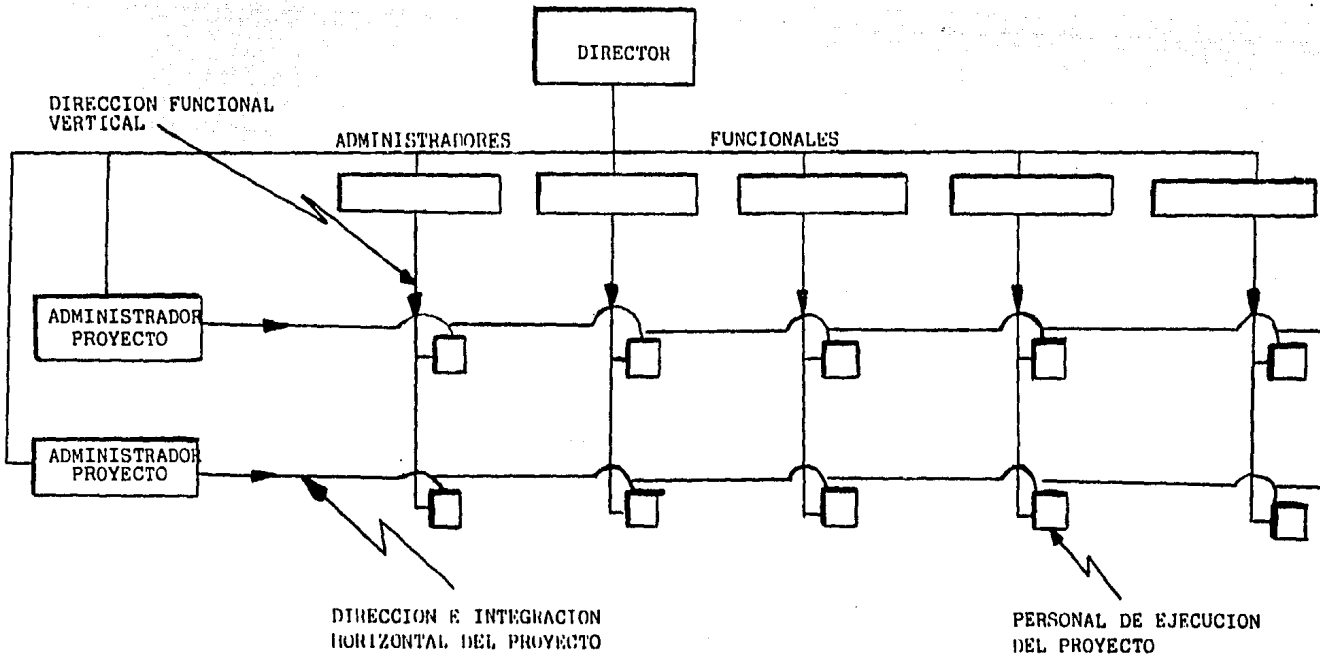 DIRECTOR
DIRECCION FUNCIONAL
VERTICAL
ADMINISTRADORES
FUNCIONALES
ADMINISTRADOR
PROYECTO
ADMINISTRADOR
PROYECTO
DIRECCION E INTEGRACION
HORIZONTAL DEL PROYECTO
PERSONAL DE EJECUCION
DEL PROYECTO